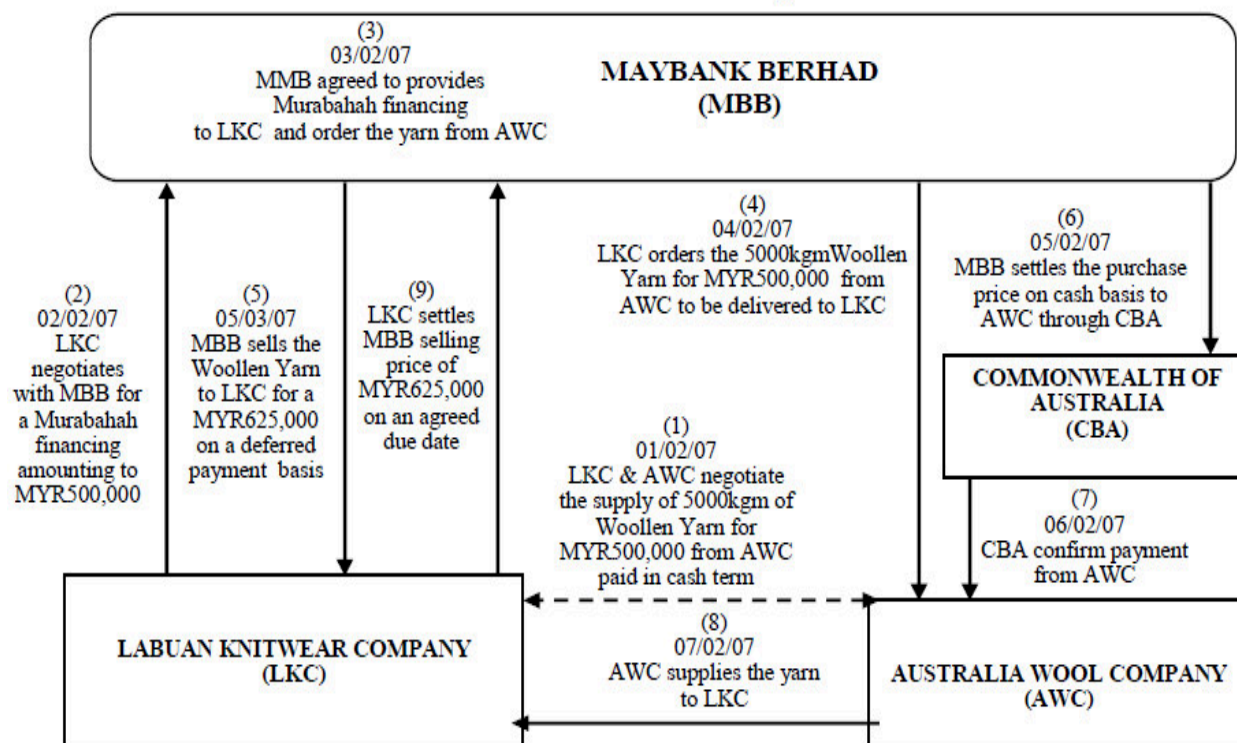 (3)
03/02/07
MMB agreed to provides
Murabahah financing
to LKC and order the yarn from AWC
MAYBANK BERHAD
(MBB)
(2)
02/02/07
LKC
negotiates
with MBB for
a Murabahah
financing
amounting to
MYR500,000
(5)
05/03/07
MBB sells the
Woollen Yarn
to LKC for a
MYR625,000
on a deferred
payment basis
(9)
LKC settles
MBB selling
price of
MYR625,000
on an agreed
due date
(4)
04/02/07
LKC orders the 5000kgmWoollen
Yarn for MYR500,000 from
AWC to be delivered to LKC
(6)
05/02/07
MBB settles the purchase
price on cash basis to
AWC through CBA
COMMONWEALTH OF
AUSTRALIA
(CBA)
(1)
01/02/07
LKC & AWC negotiate
the supply of 5000kgm of
Woollen Yarn for
MYR500,000 from AWC
paid in cash term
(7)
06/02/07
CBA confirm payment
from AWC
LABUAN KNITWEAR COMPANY
(LKC)
(8)
07/02/07
AWC supplies the yarn
to LKC
AUSTRALIA WOOL COMPANY
(AWC)